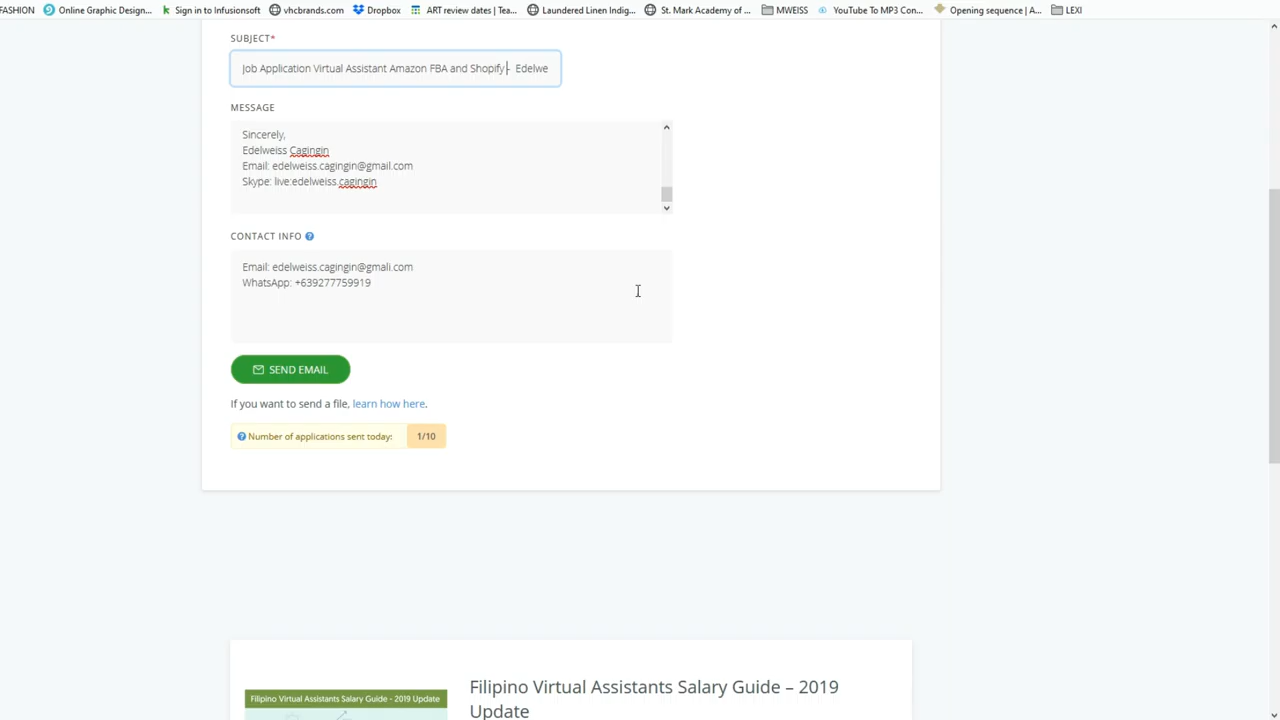 FASHION Online Graphic Design... Sign in to Infusionsoft vhcbrands.com Dropbox ART review dates | Tea... Laundered Linen Indig... St. Mark Academy of ... MWEISS YouTube To MP3 Con... Opening sequence | A... LEXI
SUBJECT*
Job Application Virtual Assistant Amazon FBA and Shopify - Edelwe
MESSAGE
Sincerely,
Edelweiss Cagingin
Email: edelweiss.cagingin@gmail.com
Skype: live:edelweiss.cagingin
CONTACT INFO
Email: edelweiss.cagingin@gmali.com
WhatsApp: +639277759919
SEND EMAIL
If you want to send a file, learn how here.
Number of applications sent today: 1/10
Filipino Virtual Assistants Salary Guide - 2019 Update
Filipino Virtual Assistants Salary Guide – 2019
Update